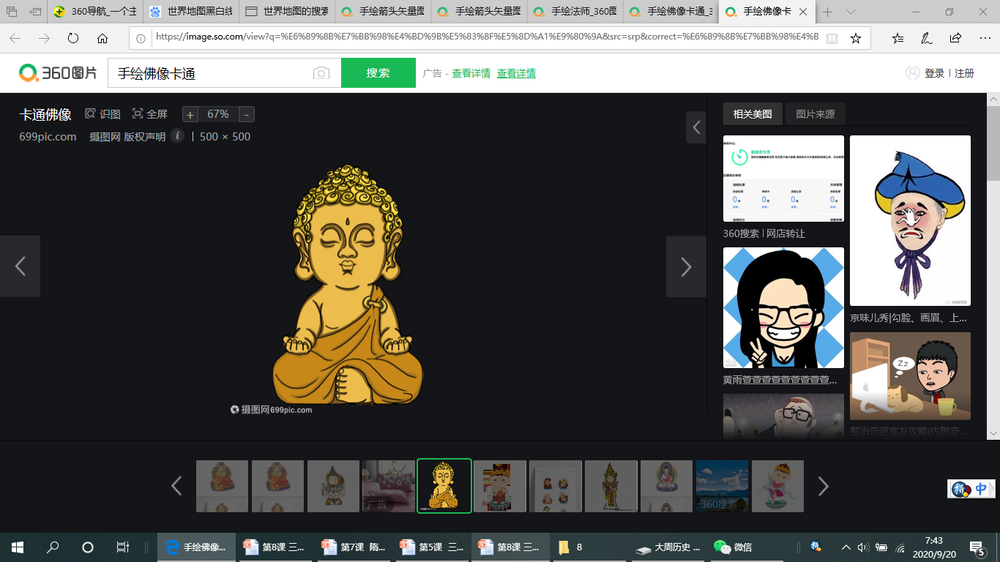 360导航_一个主
世界地图黑白线
世界地图的搜索
手绘箭头矢量图
手绘箭头矢量图
手绘法师_360图
手绘佛像卡通_3
手绘佛像卡
https://image.so.com/view?q=%E6%89%8B%E7%BB%98%E4%BD%9B%E5%83%8F%E5%8D%A1%E9%80%9A&src=srp&correct=%E6%89%8B%E7%BB%98%E4%B
360图片
手绘佛像卡通
搜索
广告 - 查看详情 查看详情
登录 | 注册
卡通佛像 识图 全屏 + 67% -
699pic.com 摄图网 版权声明 i | 500 × 500
相关美图 图片来源
摄图网699pic.com
360搜索 | 网店转让
京味儿秀|勾脸、画眉、上...
黄雨萱萱萱萱萱萱萱萱萱...
Zz
整治奇葩室友攻略(内附奇...
广告
360搜索
拼 中
手绘佛像...
第8课 三...
第7课 隋...
第5课 三...
第8课 三...
8
大周历史 ...
微信
拼
7:43
2020/9/20
5